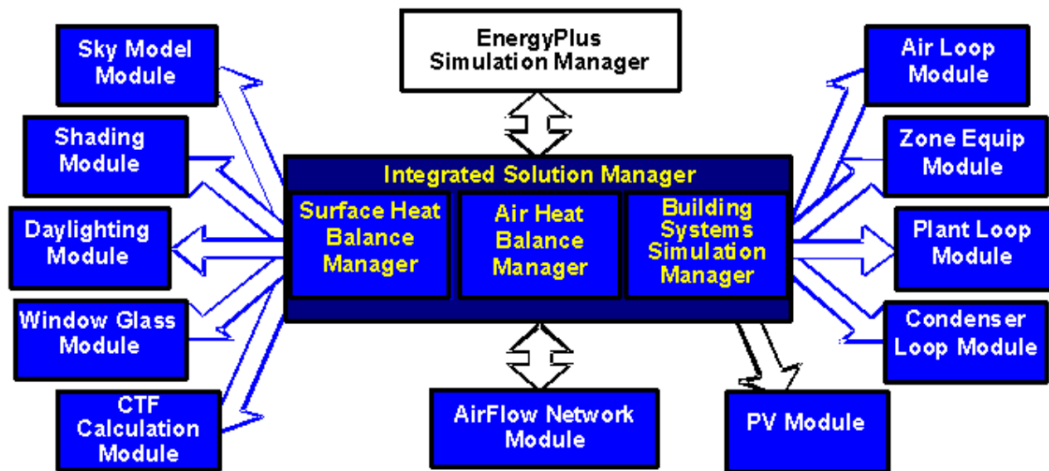 Sky Model
Module
EnergyPlus
Simulation Manager
Air Loop
Module
Shading
Module
Zone Equip
Module
Integrated Solution Manager
Surface Heat
Balance
Manager
Air Heat
Balance
Manager
Building
Systems
Simulation
Manager
Daylighting
Module
Plant Loop
Module
Window Glass
Module
Condenser
Loop Module
CTF
Calculation
Module
AirFlow Network
Module
PV Module